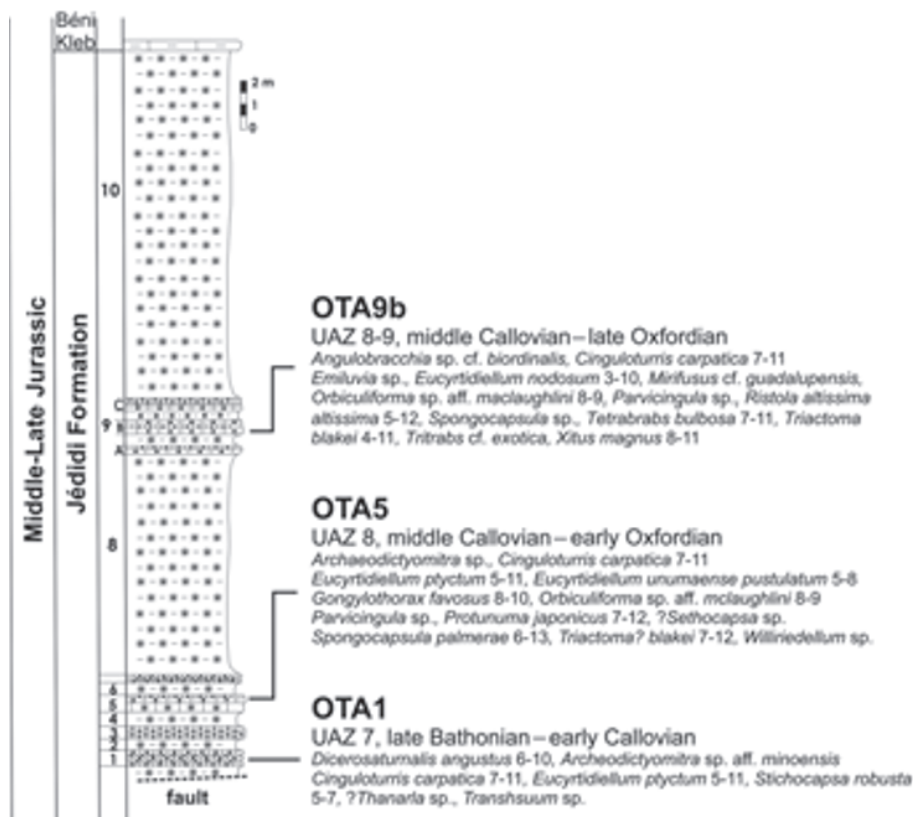 Béni
Kleb
2 m
1
0
10
Middle-Late Jurassic
Jédidi Formation
OTA9b
UAZ 8-9, middle Callovian–late Oxfordian
Angulobracchia sp. cf. biordinalis, Cinguloturris carpatica 7-11
Emiluvia sp., Eucyrtidiellum nodosum 3-10, Mirifusus cf. guadalupensis,
Orbiculiforma sp. aff. maclaughlini 8-9, Parvicingula sp., Ristola altissima
altissima 5-12, Spongocapsula sp., Tetrabrabs bulbosa 7-11, Triactoma
blakei 4-11, Tritrabs cf. exotica, Xitus magnus 8-11
C
9 B
A
8
OTA5
UAZ 8, middle Callovian–early Oxfordian
Archaeodictyomitra sp., Cinguloturris carpatica 7-11
Eucyrtidiellum ptyctum 5-11, Eucyrtidiellum unumaense pustulatum 5-8
Gongylothorax favosus 8-10, Orbiculiforma sp. aff. mclaughlini 8-9
Parvicingula sp., Protunuma japonicus 7-12, ?Sethocapsa sp.
Spongocapsula palmerae 6-13, Triactoma? blakei 7-12, Williriedellum sp.
6
5
4
3
2
1
OTA1
UAZ 7, late Bathonian–early Callovian
Dicerosaturnalis angustus 6-10, Archeodictyomitra sp. aff. minoensis
Cinguloturris carpatica 7-11, Eucyrtidiellum ptyctum 5-11, Stichocapsa robusta
5-7, ?Thanarla sp., Transhsuum sp.
fault